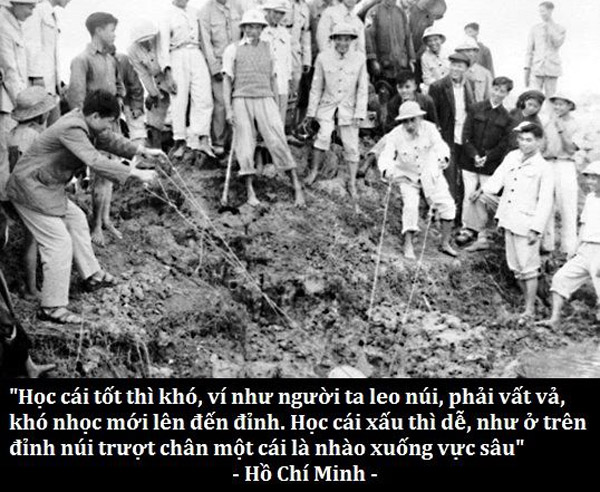 "Học cái tốt thì khó, ví như người ta leo núi, phải vất vả,
khó nhọc mới lên đến đỉnh. Học cái xấu thì dễ, như ở trên
đỉnh núi trượt chân một cái là nhào xuống vực sâu"
- Hồ Chí Minh -